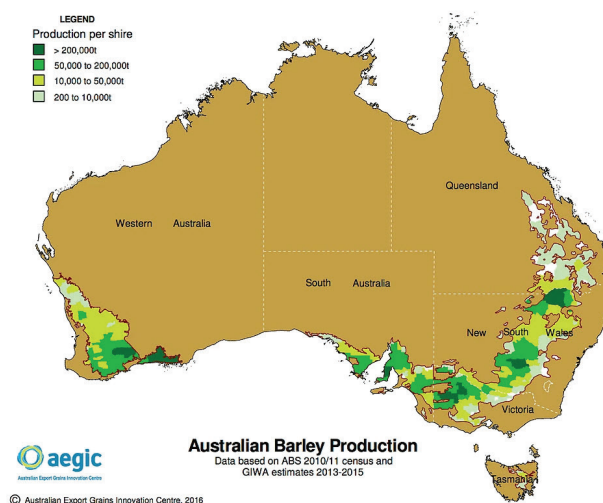 LEGEND
Production per shire
> 200,000t
50,000 to 200,000t
10,000 to 50,000t
200 to 10,000t
Queensland
Western Australia
South Australia
New South Wales
Victoria
Tasmania
aegic
Australian Export Grains Innovation Centre
Australian Barley Production
Data based on ABS 2010/11 census and
GIWA estimates 2013-2015
© Australian Export Grains Innovation Centre, 2016